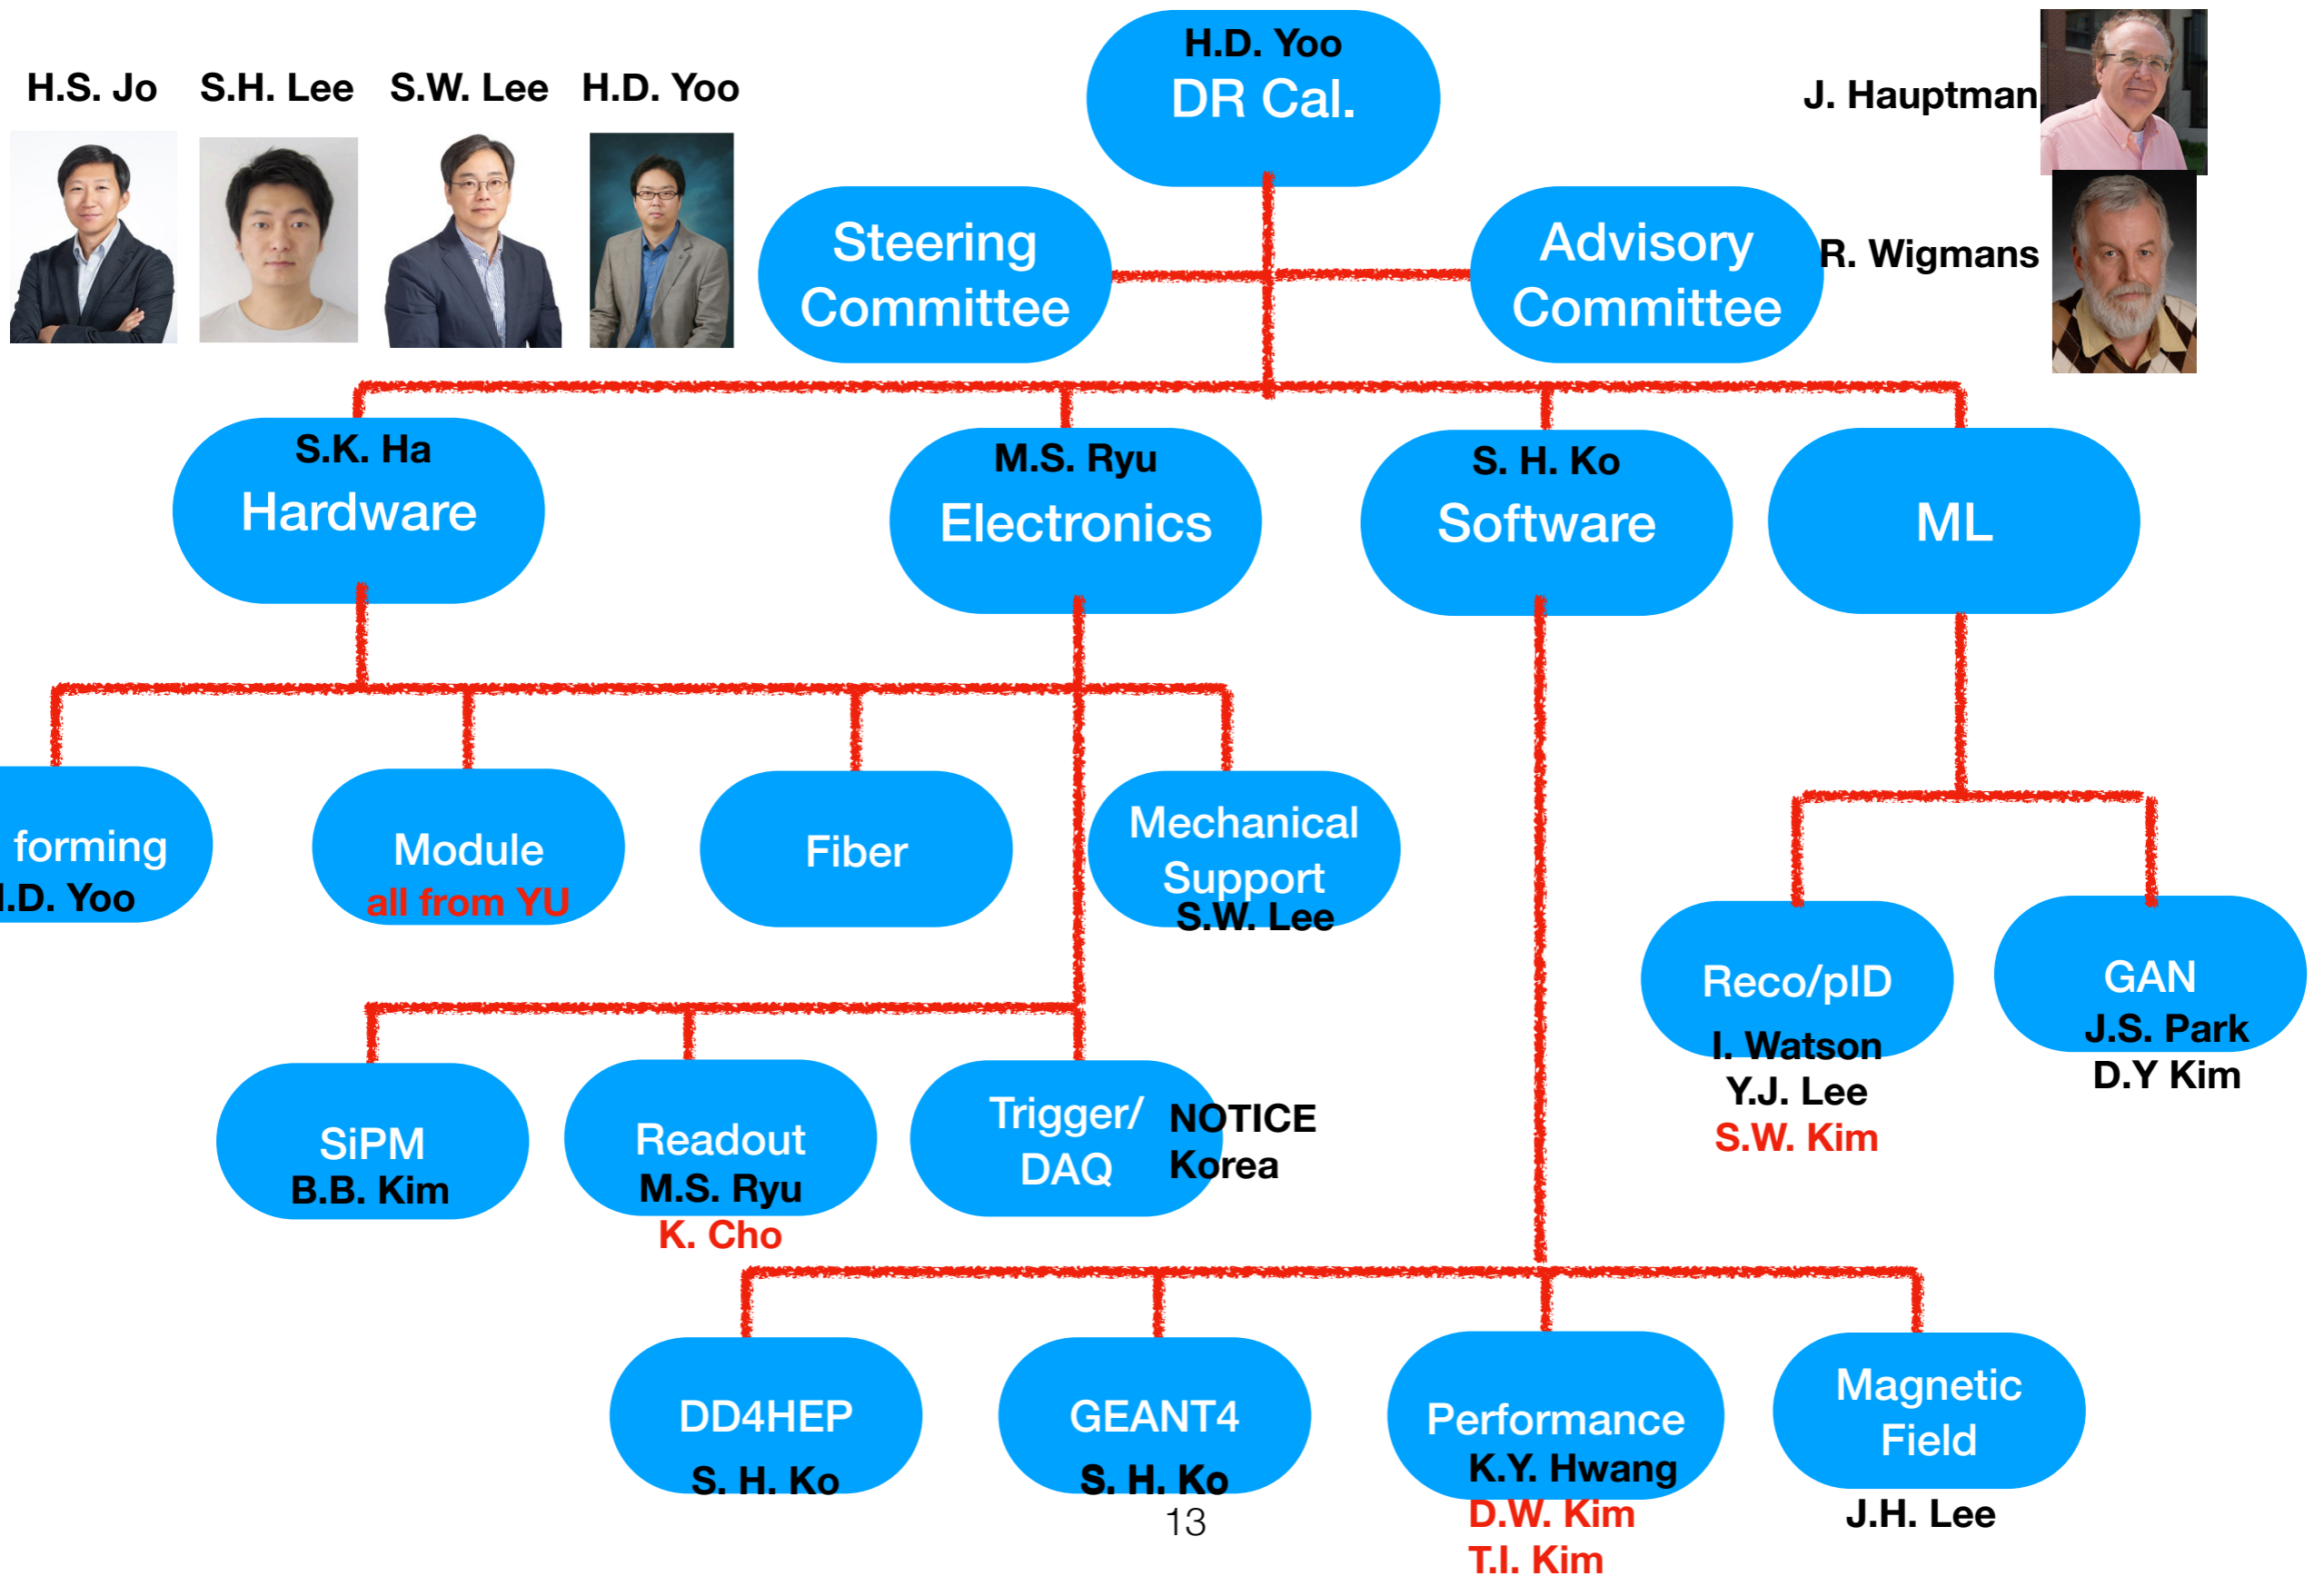 H.D. Yoo
DR Cal.
H.S. Jo
S.H. Lee
S.W. Lee
H.D. Yoo
J. Hauptman
Steering
Committee
Advisory
Committee
R. Wigmans
S.K. Ha
Hardware
M.S. Ryu
Electronics
S. H. Ko
Software
ML
forming
.D. Yoo
Module
all from YU
Fiber
Mechanical
Support
S.W. Lee
Reco/pID
I. Watson
Y.J. Lee
S.W. Kim
GAN
J.S. Park
D.Y Kim
SiPM
B.B. Kim
Readout
M.S. Ryu
K. Cho
Trigger/
DAQ
NOTICE
Korea
DD4HEP
S. H. Ko
GEANT4
S. H. Ko
Performance
K.Y. Hwang
D.W. Kim
T.I. Kim
Magnetic
Field
J.H. Lee
13